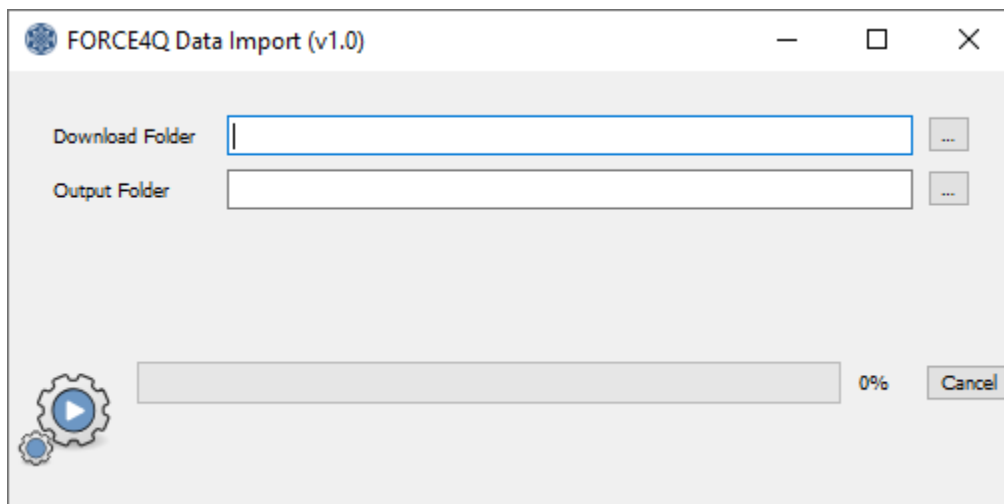 FORCE4Q Data Import (v1.0)
Download Folder
...
Output Folder
...
0%
Cancel